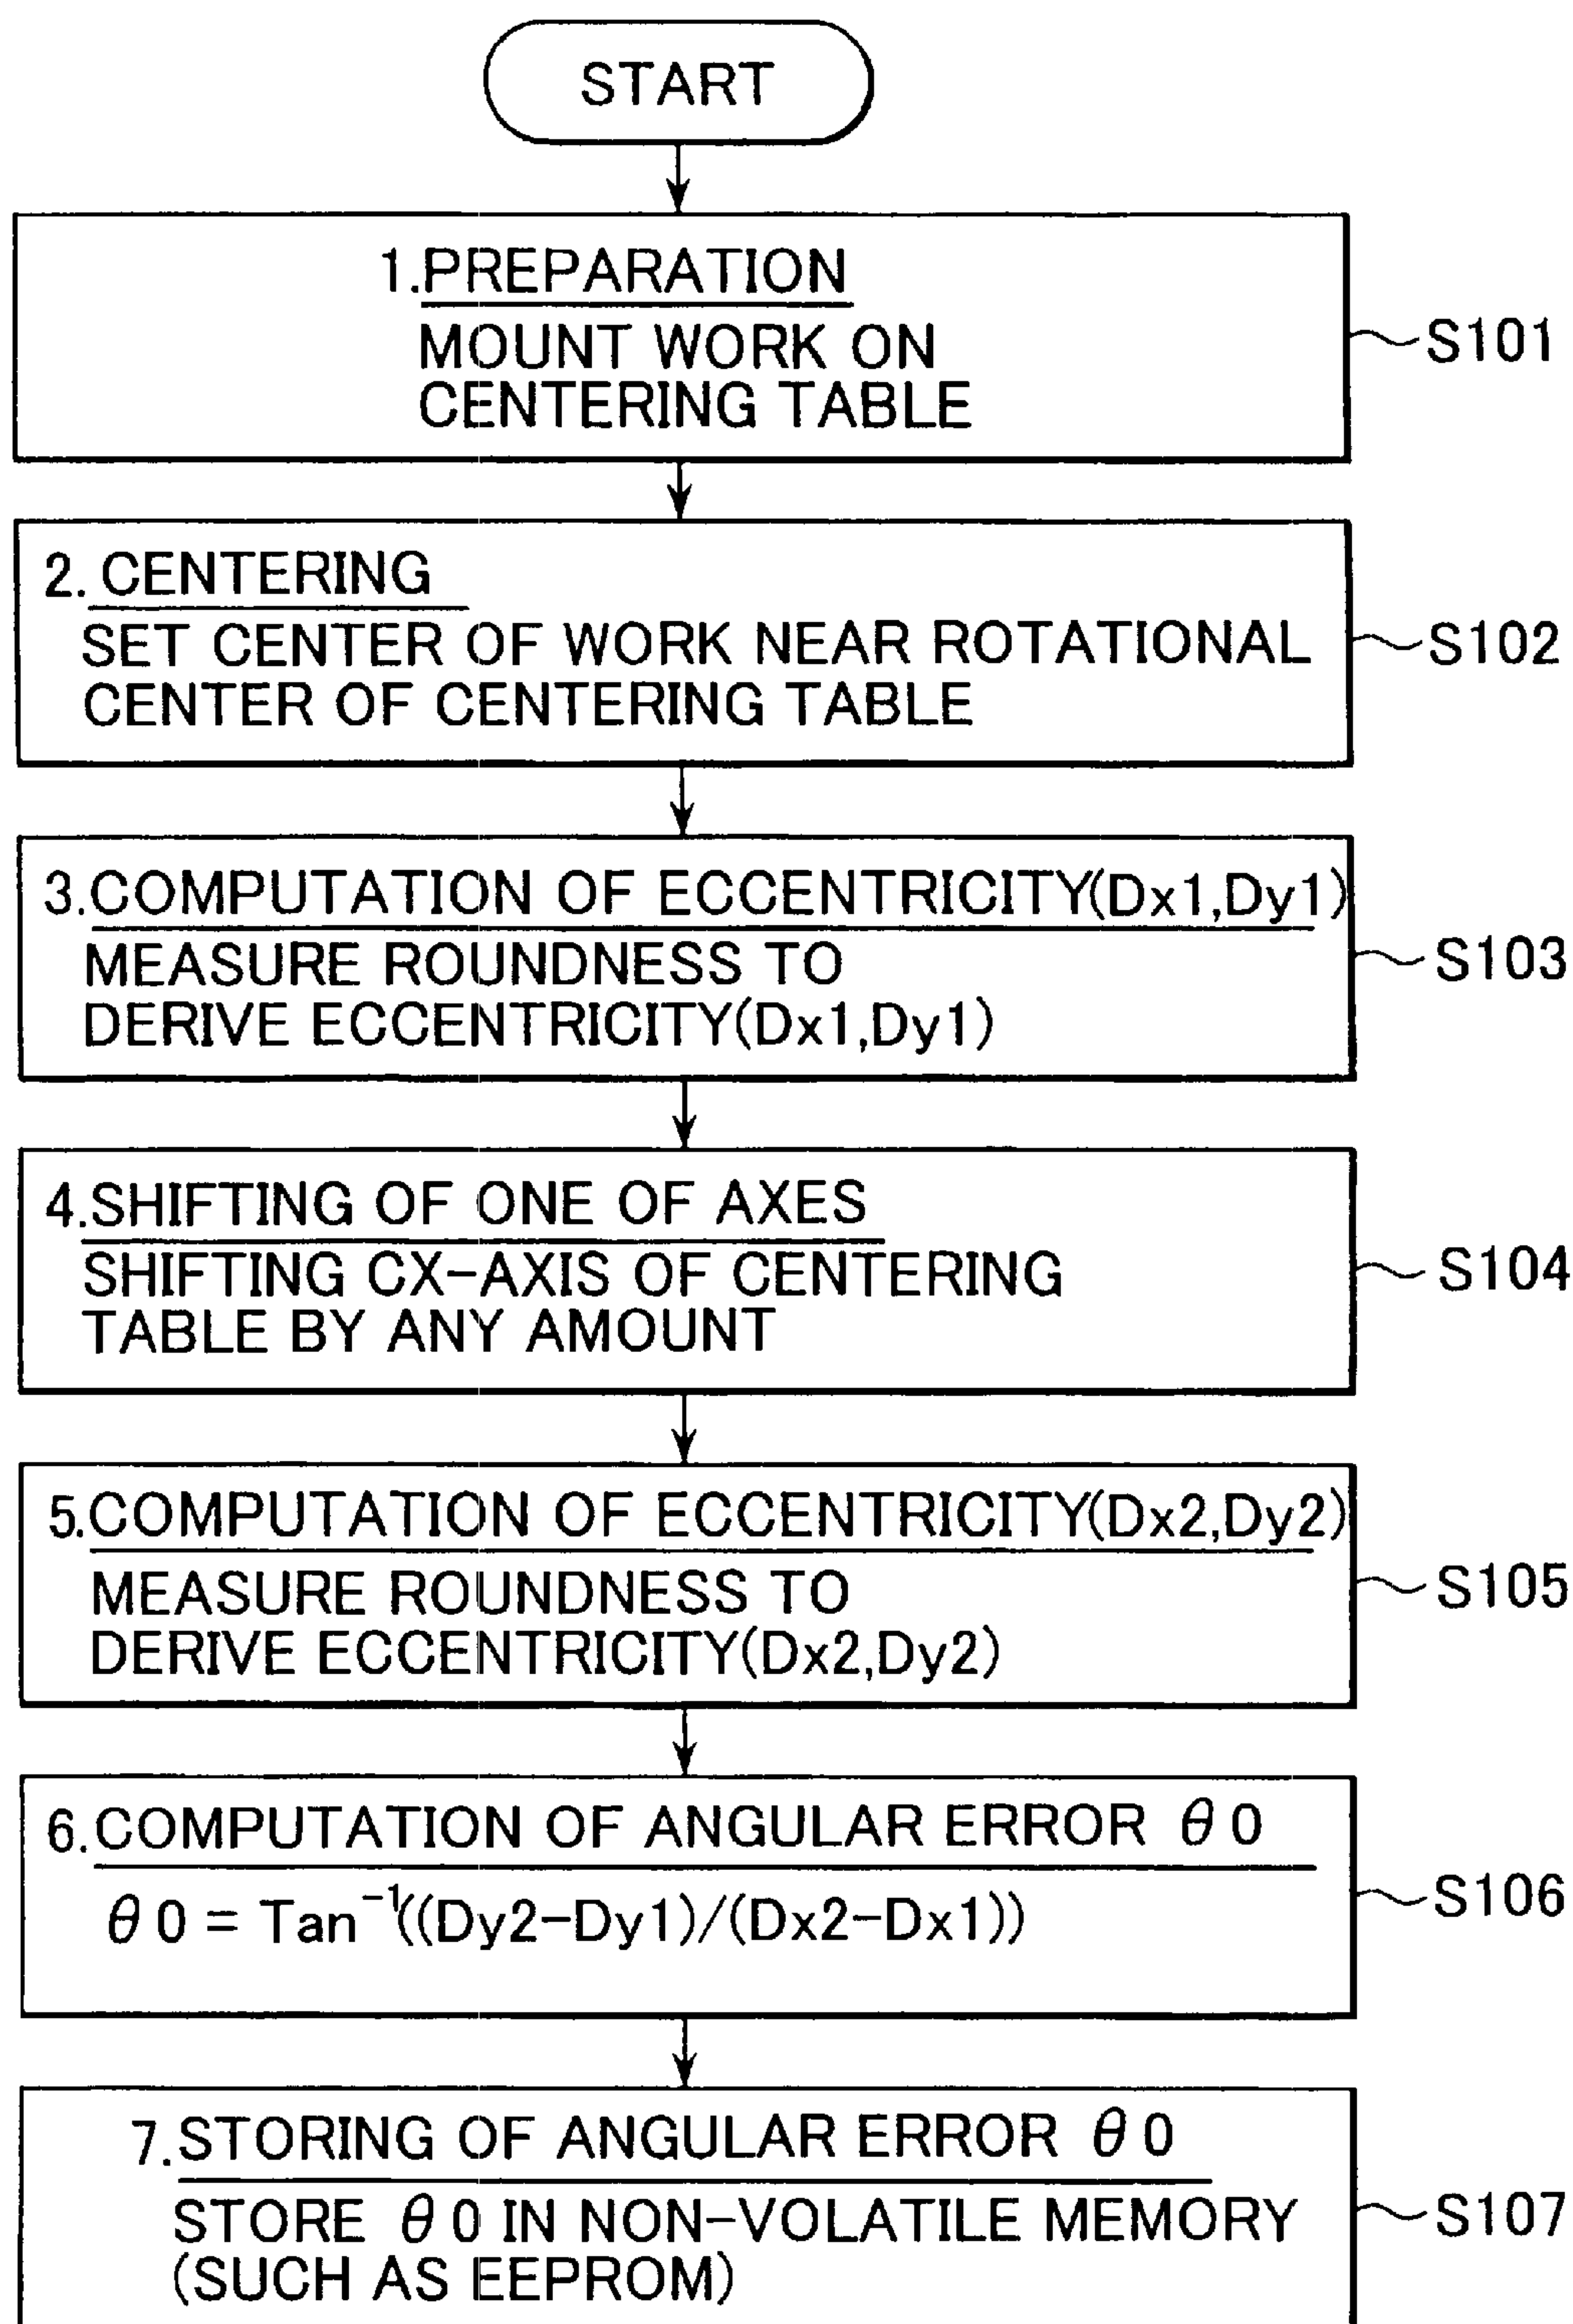 START
1.PREPARATION
MOUNT WORK ON
CENTERING TABLE
S101
2. CENTERING
SET CENTER OF WORK NEAR ROTATIONAL
CENTER OF CENTERING TABLE
S102
3.COMPUTATION OF ECCENTRICITY(Dx1,Dy1)
MEASURE ROUNDNESS TO
DERIVE ECCENTRICITY(Dx1,Dy1)
S103
4.SHIFTING OF ONE OF AXES
SHIFTING CX-AXIS OF CENTERING
TABLE BY ANY AMOUNT
S104
5.COMPUTATION OF ECCENTRICITY(Dx2,Dy2)
MEASURE ROUNDNESS TO
DERIVE ECCENTRICITY(Dx2,Dy2)
S105
6.COMPUTATION OF ANGULAR ERROR θ0
θ0 = Tan⁻¹((Dy2-Dy1)/(Dx2-Dx1))
S106
7.STORING OF ANGULAR ERROR θ0
STORE θ0 IN NON-VOLATILE MEMORY
(SUCH AS EEPROM)
S107